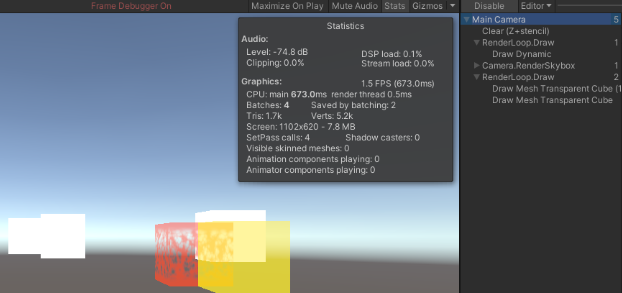 Frame Debugger On Maximize On Play Mute Audio Stats Gizmos Disable Editor
Statistics
Audio:
Level: -74.8 dB DSP load: 0.1%
Clipping: 0.0% Stream load: 0.0%
Graphics: 1.5 FPS (673.0ms)
CPU: main 673.0ms render thread 0.5ms
Batches: 4 Saved by batching: 2
Tris: 1.7k Verts: 5.2k
Screen: 1102x620 - 7.8 MB
SetPass calls: 4 Shadow casters: 0
Visible skinned meshes: 0
Animation components playing: 0
Animator components playing: 0
Main Camera 5
Clear (Z+stencil)
RenderLoop.Draw 1
Draw Dynamic
Camera.RenderSkybox 1
RenderLoop.Draw 2
Draw Mesh Transparent Cube (1
Draw Mesh Transparent Cube